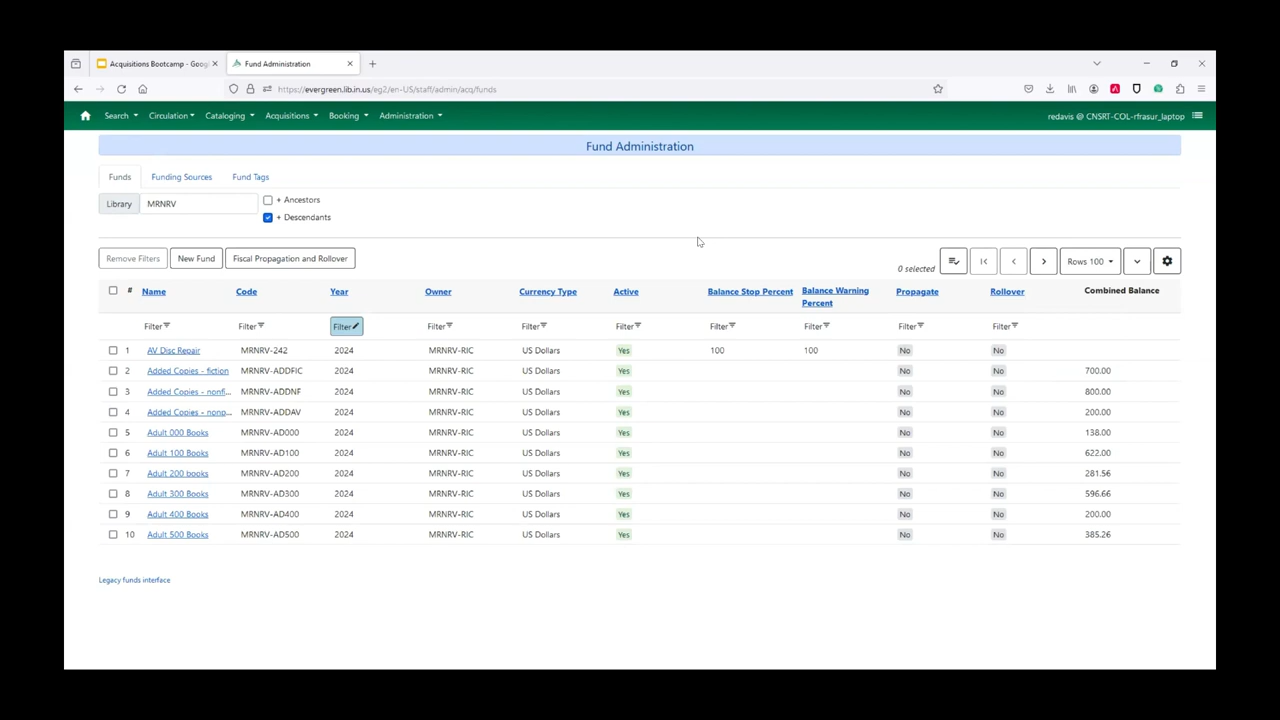 Acquisitions Bootcamp - Goog
Fund Administration
https://evergreen.lib.in.us/eg2/en-US/staff/admin/acq/funds
Search Circulation Cataloging Acquisitions Booking Administration redavis @ CNSRT-COL-rfrasur_laptop
Fund Administration
Funds Funding Sources Fund Tags
Library MRNRV + Ancestors
+ Descendants
Remove Filters New Fund Fiscal Propagation and Rollover 0 selected Rows 100
# Name Code Year Owner Currency Type Active Balance Stop Percent Balance Warning Percent Propagate Rollover Combined Balance
Filter Filter Filter Filter Filter Filter Filter Filter Filter Filter
1 AV Disc Repair MRNRV-242 2024 MRNRV-RIC US Dollars Yes 100 100 No No
2 Added Copies - fiction MRNRV-ADDFIC 2024 MRNRV-RIC US Dollars Yes No No 700.00
3 Added Copies - nonfi... MRNRV-ADDNF 2024 MRNRV-RIC US Dollars Yes No No 800.00
4 Added Copies - nonp... MRNRV-ADDAV 2024 MRNRV-RIC US Dollars Yes No No 200.00
5 Adult 000 Books MRNRV-AD000 2024 MRNRV-RIC US Dollars Yes No No 138.00
6 Adult 100 Books MRNRV-AD100 2024 MRNRV-RIC US Dollars Yes No No 622.00
7 Adult 200 books MRNRV-AD200 2024 MRNRV-RIC US Dollars Yes No No 281.56
8 Adult 300 Books MRNRV-AD300 2024 MRNRV-RIC US Dollars Yes No No 596.66
9 Adult 400 Books MRNRV-AD400 2024 MRNRV-RIC US Dollars Yes No No 200.00
10 Adult 500 Books MRNRV-AD500 2024 MRNRV-RIC US Dollars Yes No No 385.26
Legacy funds interface